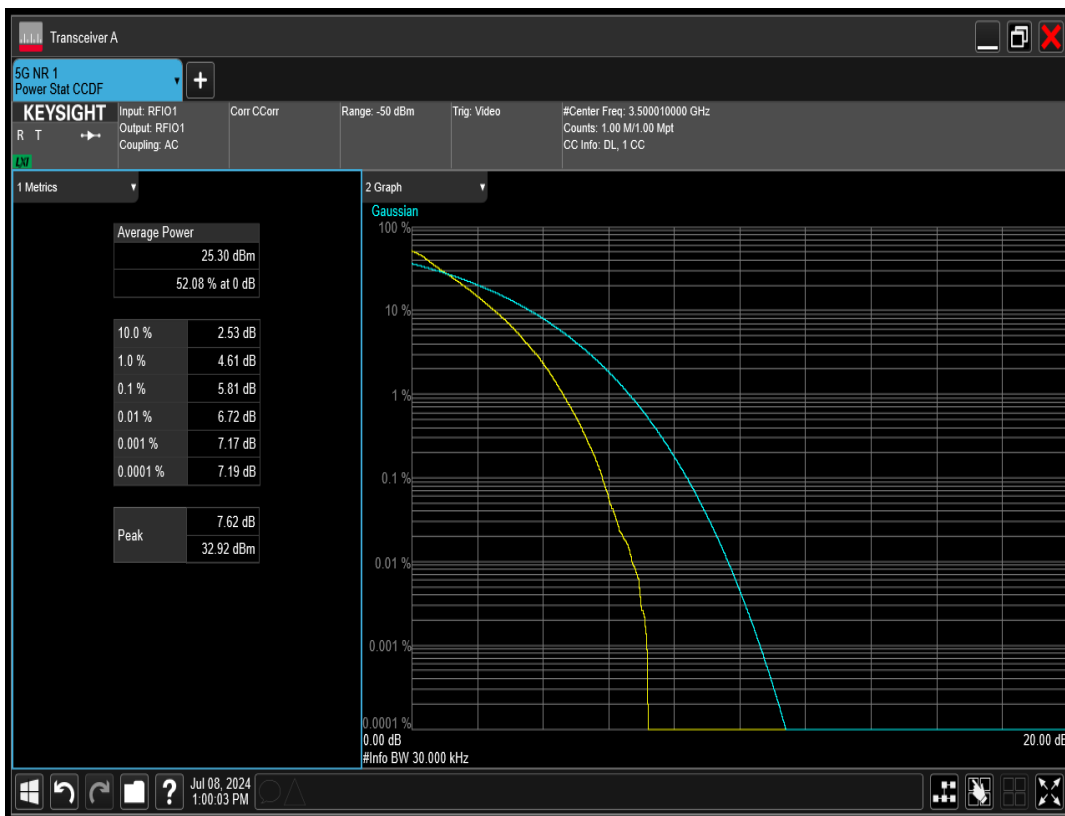 Transceiver A
5G NR 1
Power Stat CCDF
+
KEYSIGHT
R T
LXI
Input: RFIO1
Output: RFIO1
Coupling: AC
Corr CCorr
Range: -50 dBm
Trig: Video
#Center Freq: 3.500010000 GHz
Counts: 1.00 M/1.00 Mpt
CC Info: DL, 1 CC
1 Metrics
Average Power
25.30 dBm
52.08 % at 0 dB
10.0 % 2.53 dB
1.0 % 4.61 dB
0.1 % 5.81 dB
0.01 % 6.72 dB
0.001 % 7.17 dB
0.0001 % 7.19 dB
Peak
7.62 dB
32.92 dBm
2 Graph
Gaussian
100 %
10 %
1 %
0.1 %
0.01 %
0.001 %
0.0001 %
0.00 dB 20.00 dB
#Info BW 30.000 kHz
?
Jul 08, 2024
1:00:03 PM